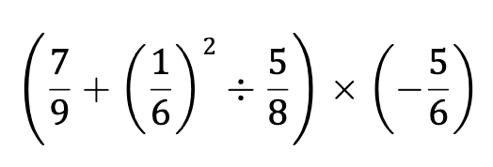 (7/9 + (1/6)² ÷ 5/8) × (−5/6)